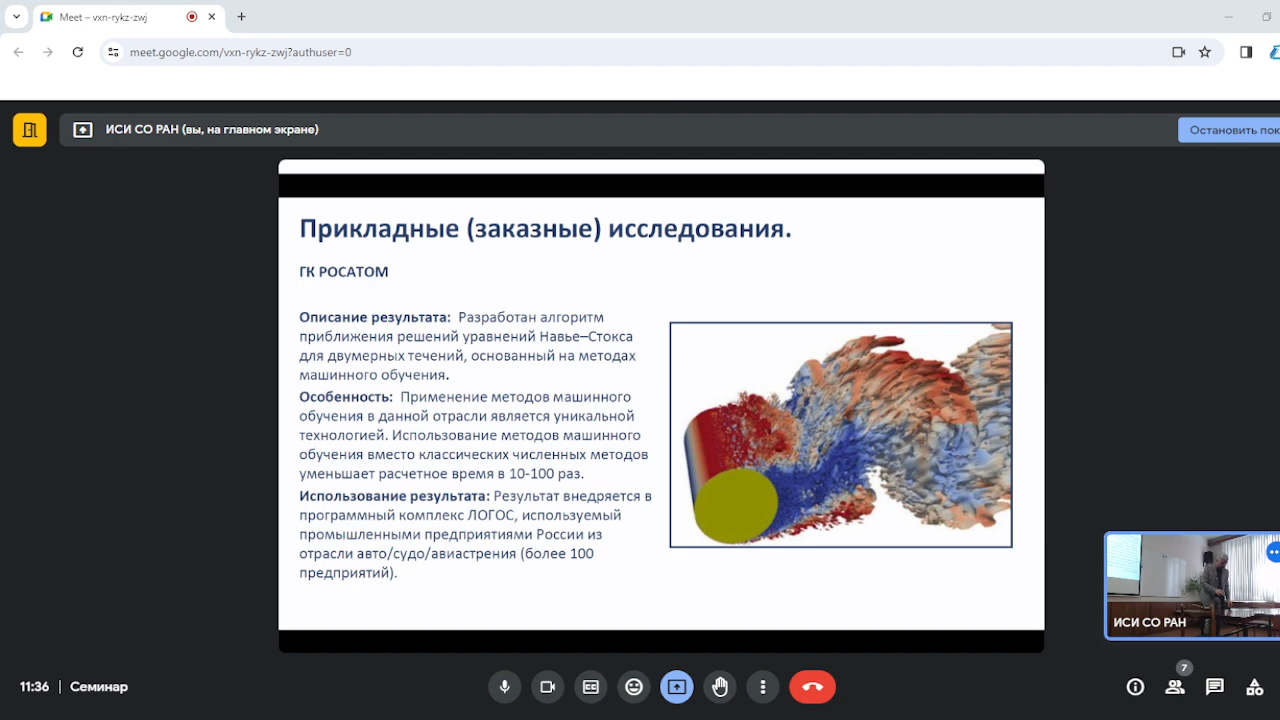 Meet – vxn-rykz-zwj
meet.google.com/vxn-rykz-zwj?authuser=0
ИСИ СО РАН (вы, на главном экране)
Остановить пок
Прикладные (заказные) исследования.
ГК РОСАТОМ
Описание результата: Разработан алгоритм
приближения решений уравнений Навье–Стокса
для двумерных течений, основанный на методах
машинного обучения.
Особенность: Применение методов машинного
обучения в данной отрасли является уникальной
технологией. Использование методов машинного
обучения вместо классических численных методов
уменьшает расчетное время в 10-100 раз.
Использование результата: Результат внедряется в
программный комплекс ЛОГОС, используемый
промышленными предприятиями России из
отрасли авто/судо/авиастрения (более 100
предприятий).
ИСИ СО РАН
11:36 | Семинар
7